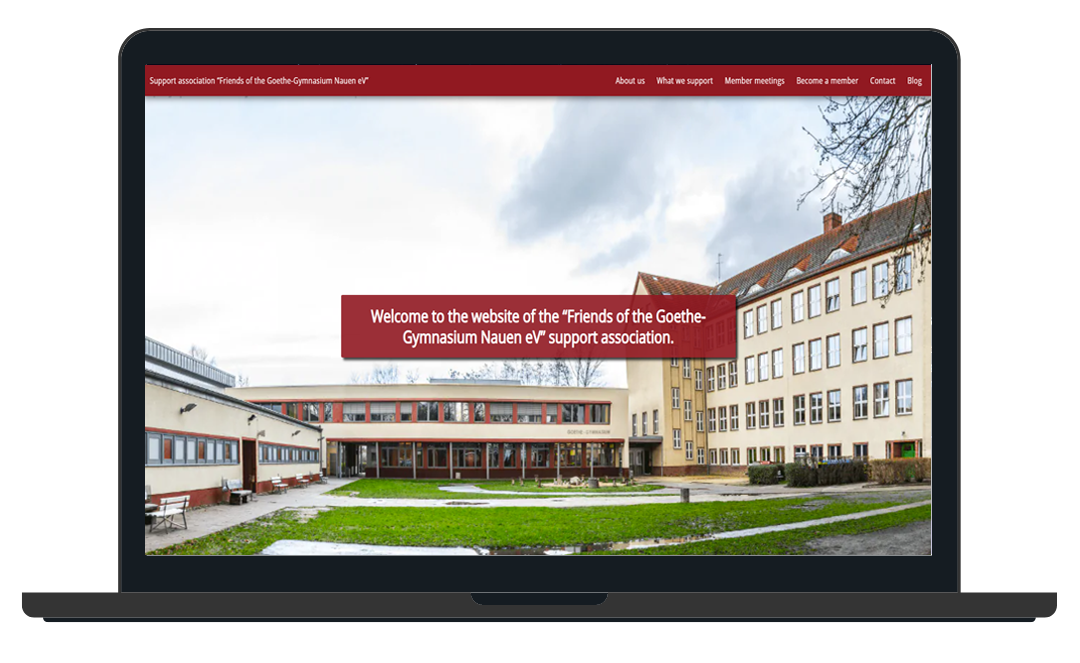 Support association “Friends of the Goethe-Gymnasium Nauen eV”
About us What we support Member meetings Become a member Contact Blog
Welcome to the website of the “Friends of the Goethe-
Gymnasium Nauen eV” support association.
GOETHE GYMNASIUM